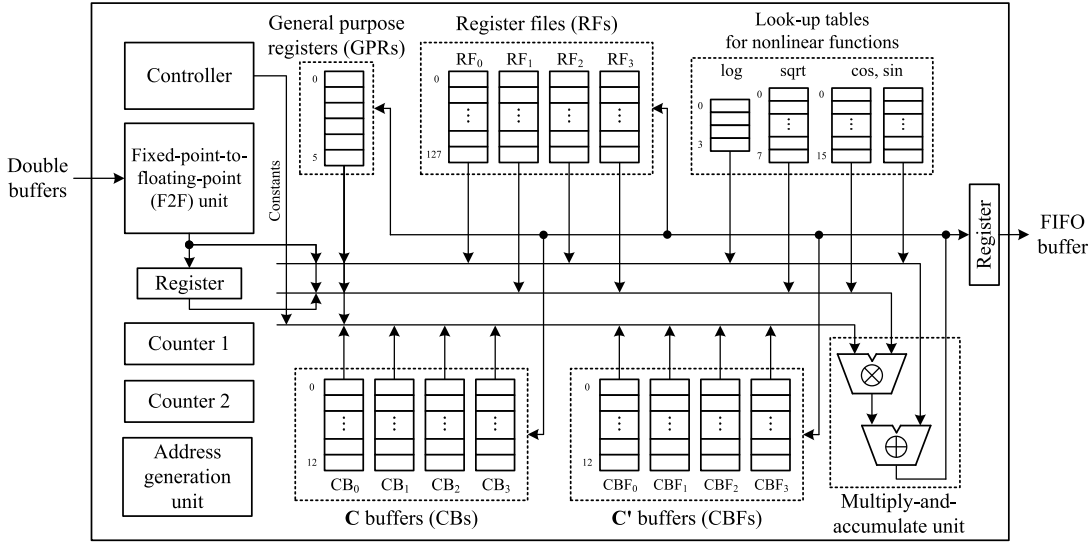 General purpose
registers (GPRs)
Register files (RFs)
Look-up tables
for nonlinear functions
RF0
RF1
RF2
RF3
log
sqrt
cos, sin
0
5
0
127
0
3
0
7
0
15
Controller
Fixed-point-to-
floating-point
(F2F) unit
Double
buffers
Constants
Register
Register
FIFO
buffer
Counter 1
Counter 2
Address
generation
unit
0
12
0
12
CB0
CB1
CB2
CB3
CBF0
CBF1
CBF2
CBF3
C buffers (CBs)
C' buffers (CBFs)
Multiply-and-
accumulate unit